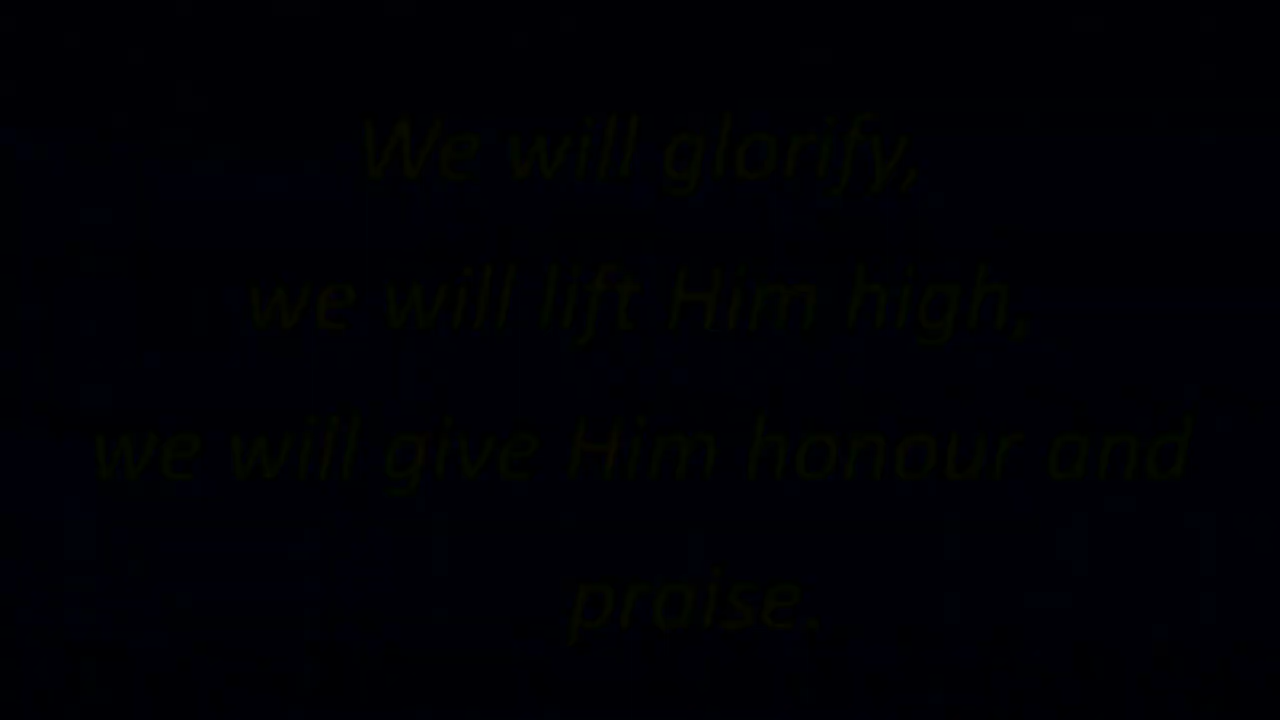 We will glorify,
we will lift Him high,
we will give Him honour and
praise.